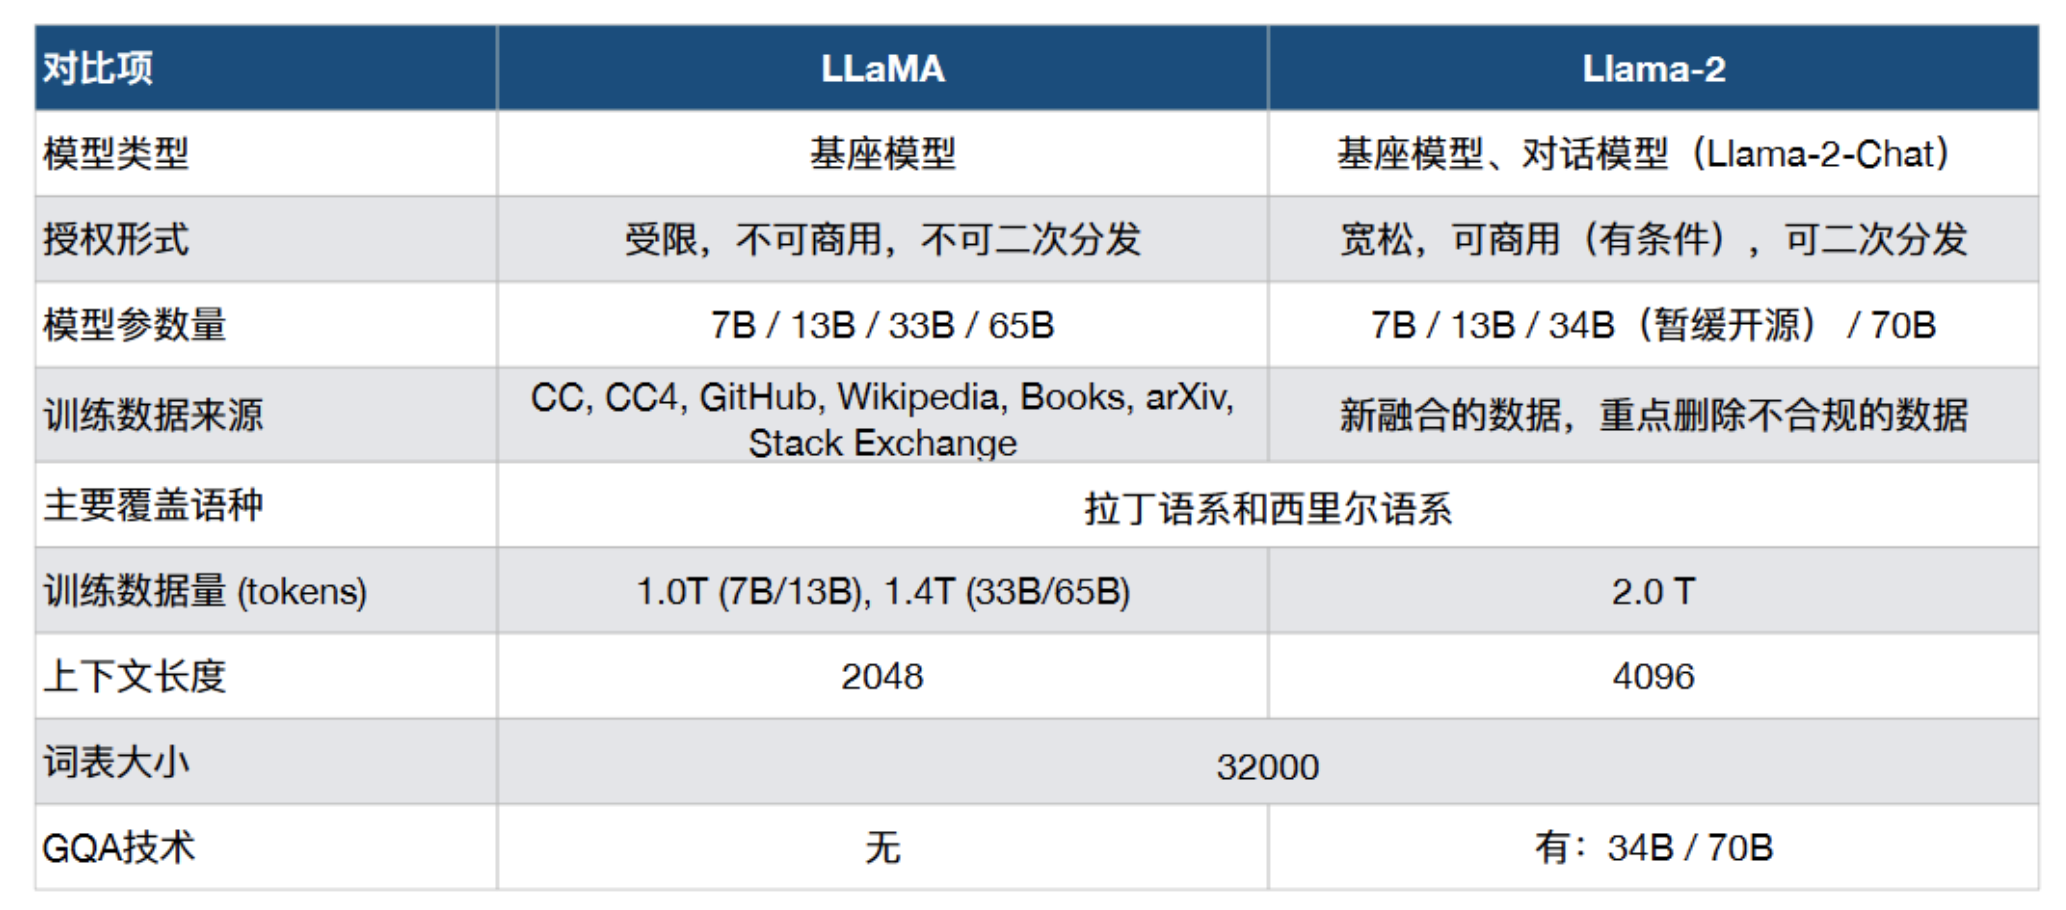 对比项 LLaMA Llama-2
模型类型 基座模型 基座模型、对话模型（Llama-2-Chat）
授权形式 受限，不可商用，不可二次分发 宽松，可商用（有条件），可二次分发
模型参数量 7B / 13B / 33B / 65B 7B / 13B / 34B（暂缓开源） / 70B
训练数据来源 CC, CC4, GitHub, Wikipedia, Books, arXiv,
Stack Exchange 新融合的数据，重点删除不合规的数据
主要覆盖语种 拉丁语系和西里尔语系
训练数据量 (tokens) 1.0T (7B/13B), 1.4T (33B/65B) 2.0 T
上下文长度 2048 4096
词表大小 32000
GQA技术 无 有：34B / 70B